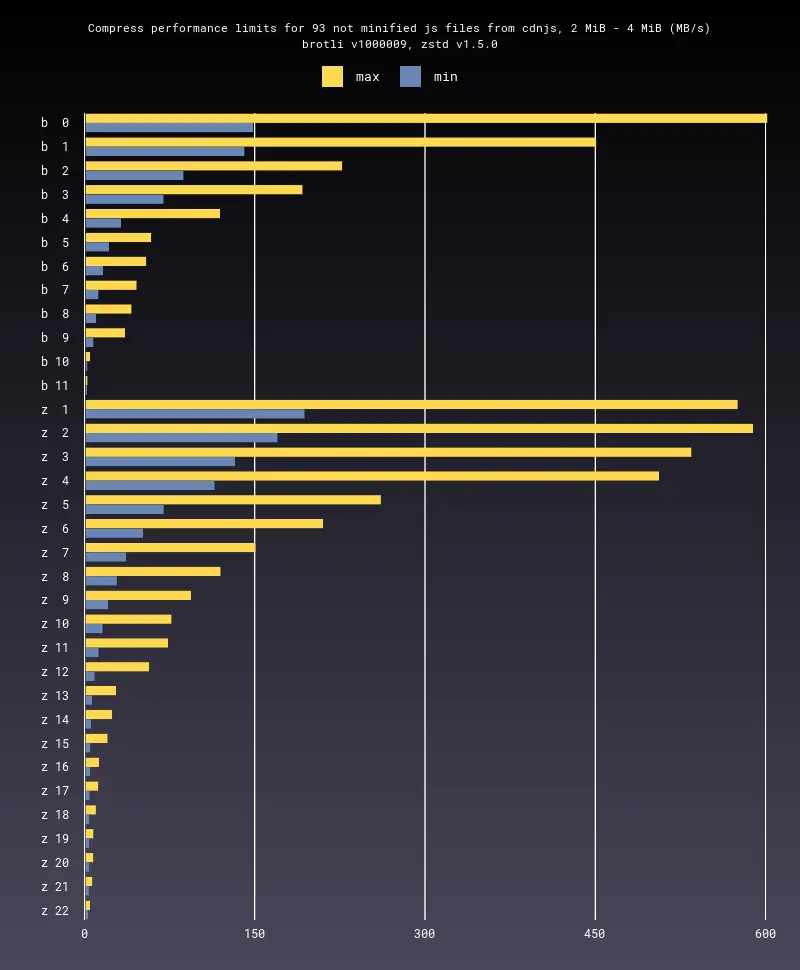 Compress performance limits for 93 not minified js files from cdnjs, 2 MiB - 4 MiB (MB/s)
brotli v1000009, zstd v1.5.0
max min
b 0
b 1
b 2
b 3
b 4
b 5
b 6
b 7
b 8
b 9
b 10
b 11
z 1
z 2
z 3
z 4
z 5
z 6
z 7
z 8
z 9
z 10
z 11
z 12
z 13
z 14
z 15
z 16
z 17
z 18
z 19
z 20
z 21
z 22
0 150 300 450 600